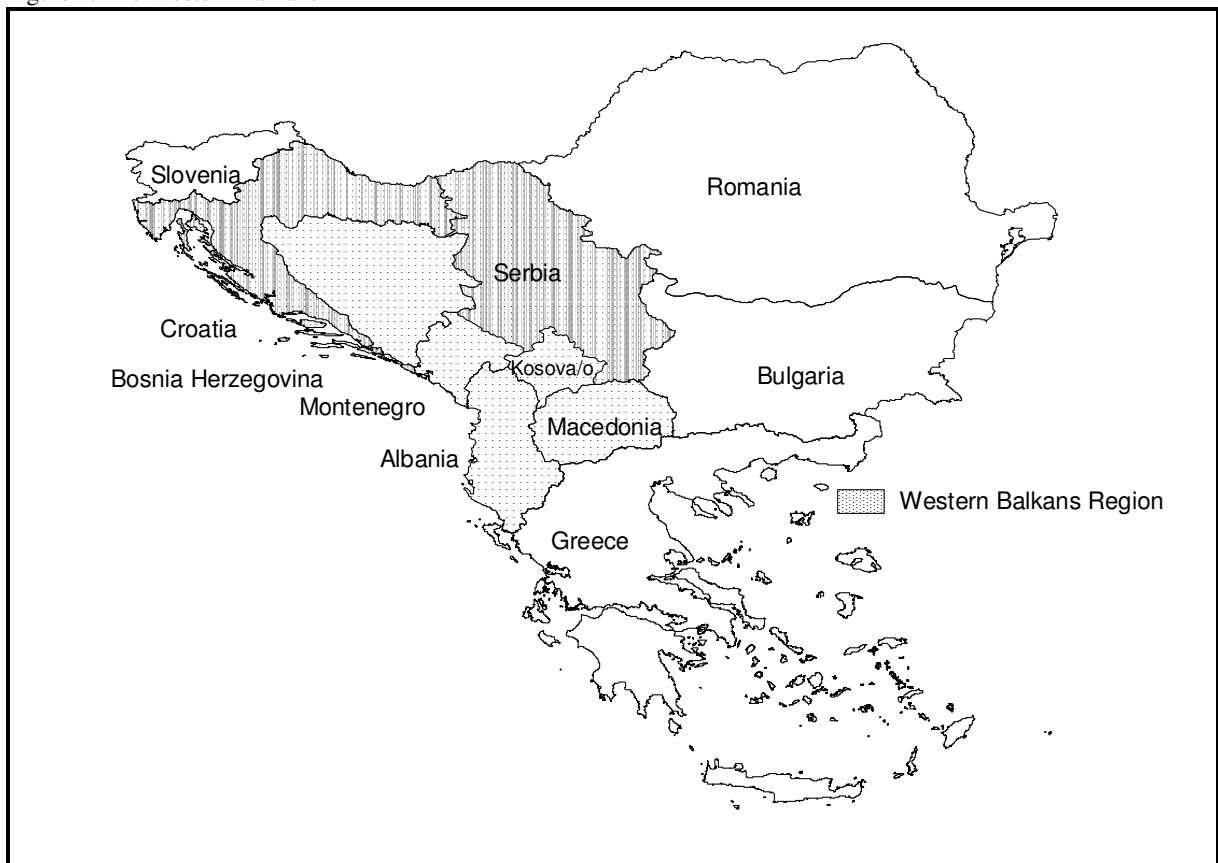 Slovenia
Romania
Serbia
Croatia
Kosova/o
Bosnia Herzegovina
Bulgaria
Montenegro
Macedonia
Albania
Western Balkans Region
Greece